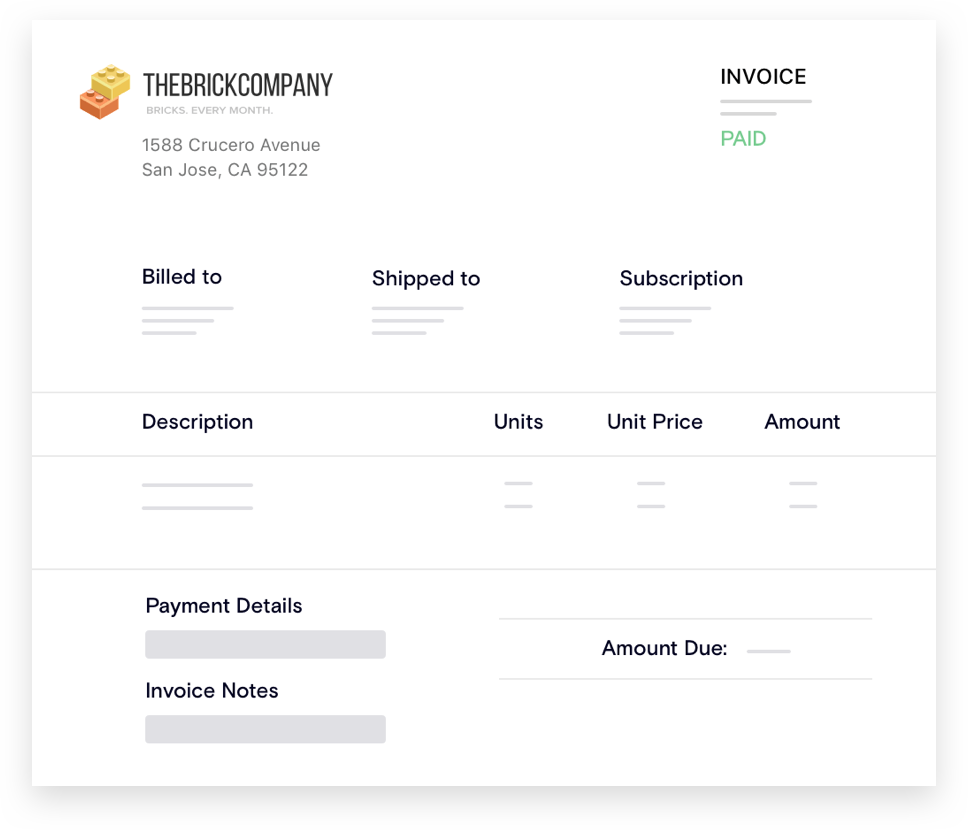 THEBRICKCOMPANY
BRICKS. EVERY MONTH.
1588 Crucero Avenue
San Jose, CA 95122
INVOICE
PAID
Billed to
Shipped to
Subscription
Description
Units
Unit Price
Amount
Payment Details
Amount Due:
Invoice Notes